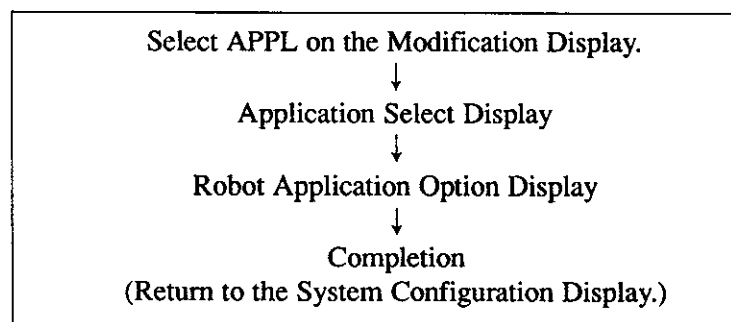 Select APPL on the Modification Display.
↓
Application Select Display
↓
Robot Application Option Display
↓
Completion
(Return to the System Configuration Display.)